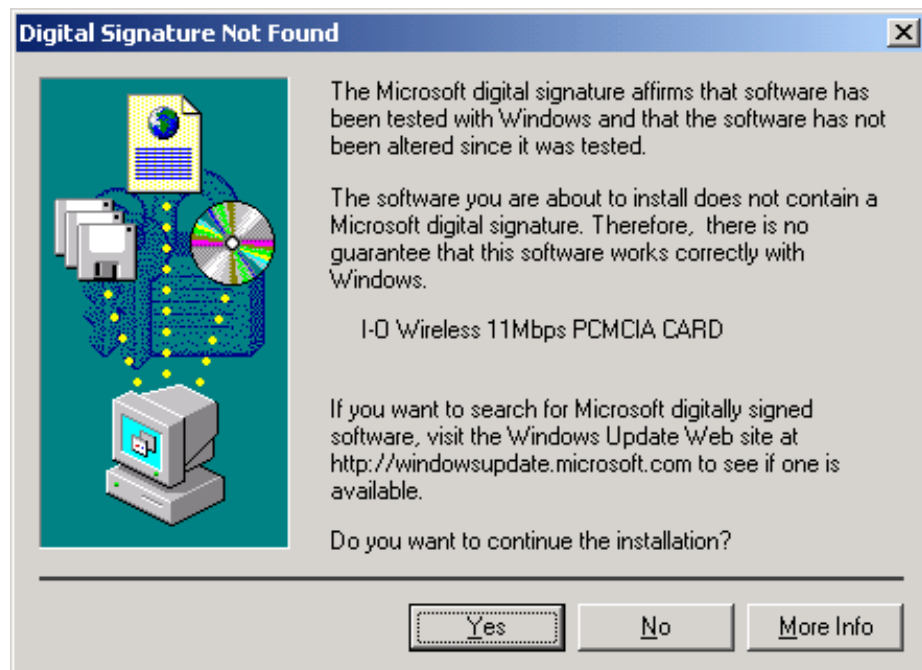 Digital Signature Not Found
The Microsoft digital signature affirms that software has
been tested with Windows and that the software has not
been altered since it was tested.
The software you are about to install does not contain a
Microsoft digital signature. Therefore,  there is no
guarantee that this software works correctly with
Windows.
I-O Wireless 11Mbps PCMCIA CARD
If you want to search for Microsoft digitally signed
software, visit the Windows Update Web site at
http://windowsupdate.microsoft.com to see if one is
available.
Do you want to continue the installation?
Yes No More Info